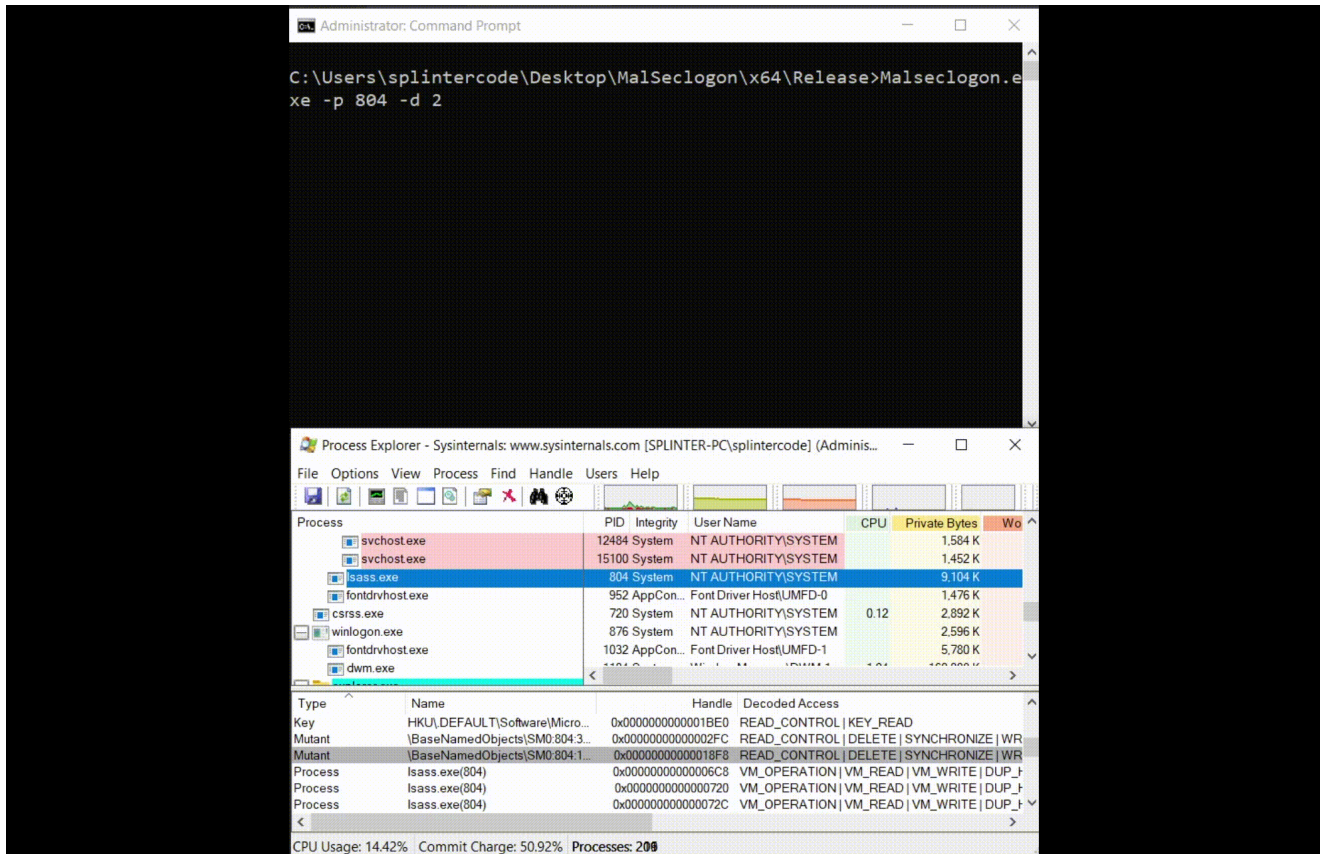 Administrator: Command Prompt
C:\Users\splintercode\Desktop\MalSeclogon\x64\Release>Malseclogon.e
xe -p 804 -d 2
Process Explorer - Sysinternals: www.sysinternals.com [SPLINTER-PC\splintercode] (Adminis...
File Options View Process Find Handle Users Help
Process PID Integrity User Name CPU Private Bytes Wo
svchost.exe 12484 System NT AUTHORITY\SYSTEM 1,584 K
svchost.exe 15100 System NT AUTHORITY\SYSTEM 1,452 K
lsass.exe 804 System NT AUTHORITY\SYSTEM 9,104 K
fontdrvhost.exe 952 AppCon... Font Driver Host\UMFD-0 1,476 K
csrss.exe 720 System NT AUTHORITY\SYSTEM 0.12 2,892 K
winlogon.exe 876 System NT AUTHORITY\SYSTEM 2,596 K
fontdrvhost.exe 1032 AppCon... Font Driver Host\UMFD-1 5,780 K
dwm.exe
Type Name Handle Decoded Access
Key HKU\.DEFAULT\Software\Micro... 0x0000000000001BE0 READ_CONTROL | KEY_READ
Mutant \BaseNamedObjects\SM0:804:3... 0x00000000000002FC READ_CONTROL | DELETE | SYNCHRONIZE | WR
Mutant \BaseNamedObjects\SM0:804:1... 0x00000000000018F8 READ_CONTROL | DELETE | SYNCHRONIZE | WR
Process lsass.exe(804) 0x00000000000006C8 VM_OPERATION | VM_READ | VM_WRITE | DUP_H
Process lsass.exe(804) 0x0000000000000720 VM_OPERATION | VM_READ | VM_WRITE | DUP_H
Process lsass.exe(804) 0x000000000000072C VM_OPERATION | VM_READ | VM_WRITE | DUP_H
CPU Usage: 14.42% Commit Charge: 50.92% Processes: